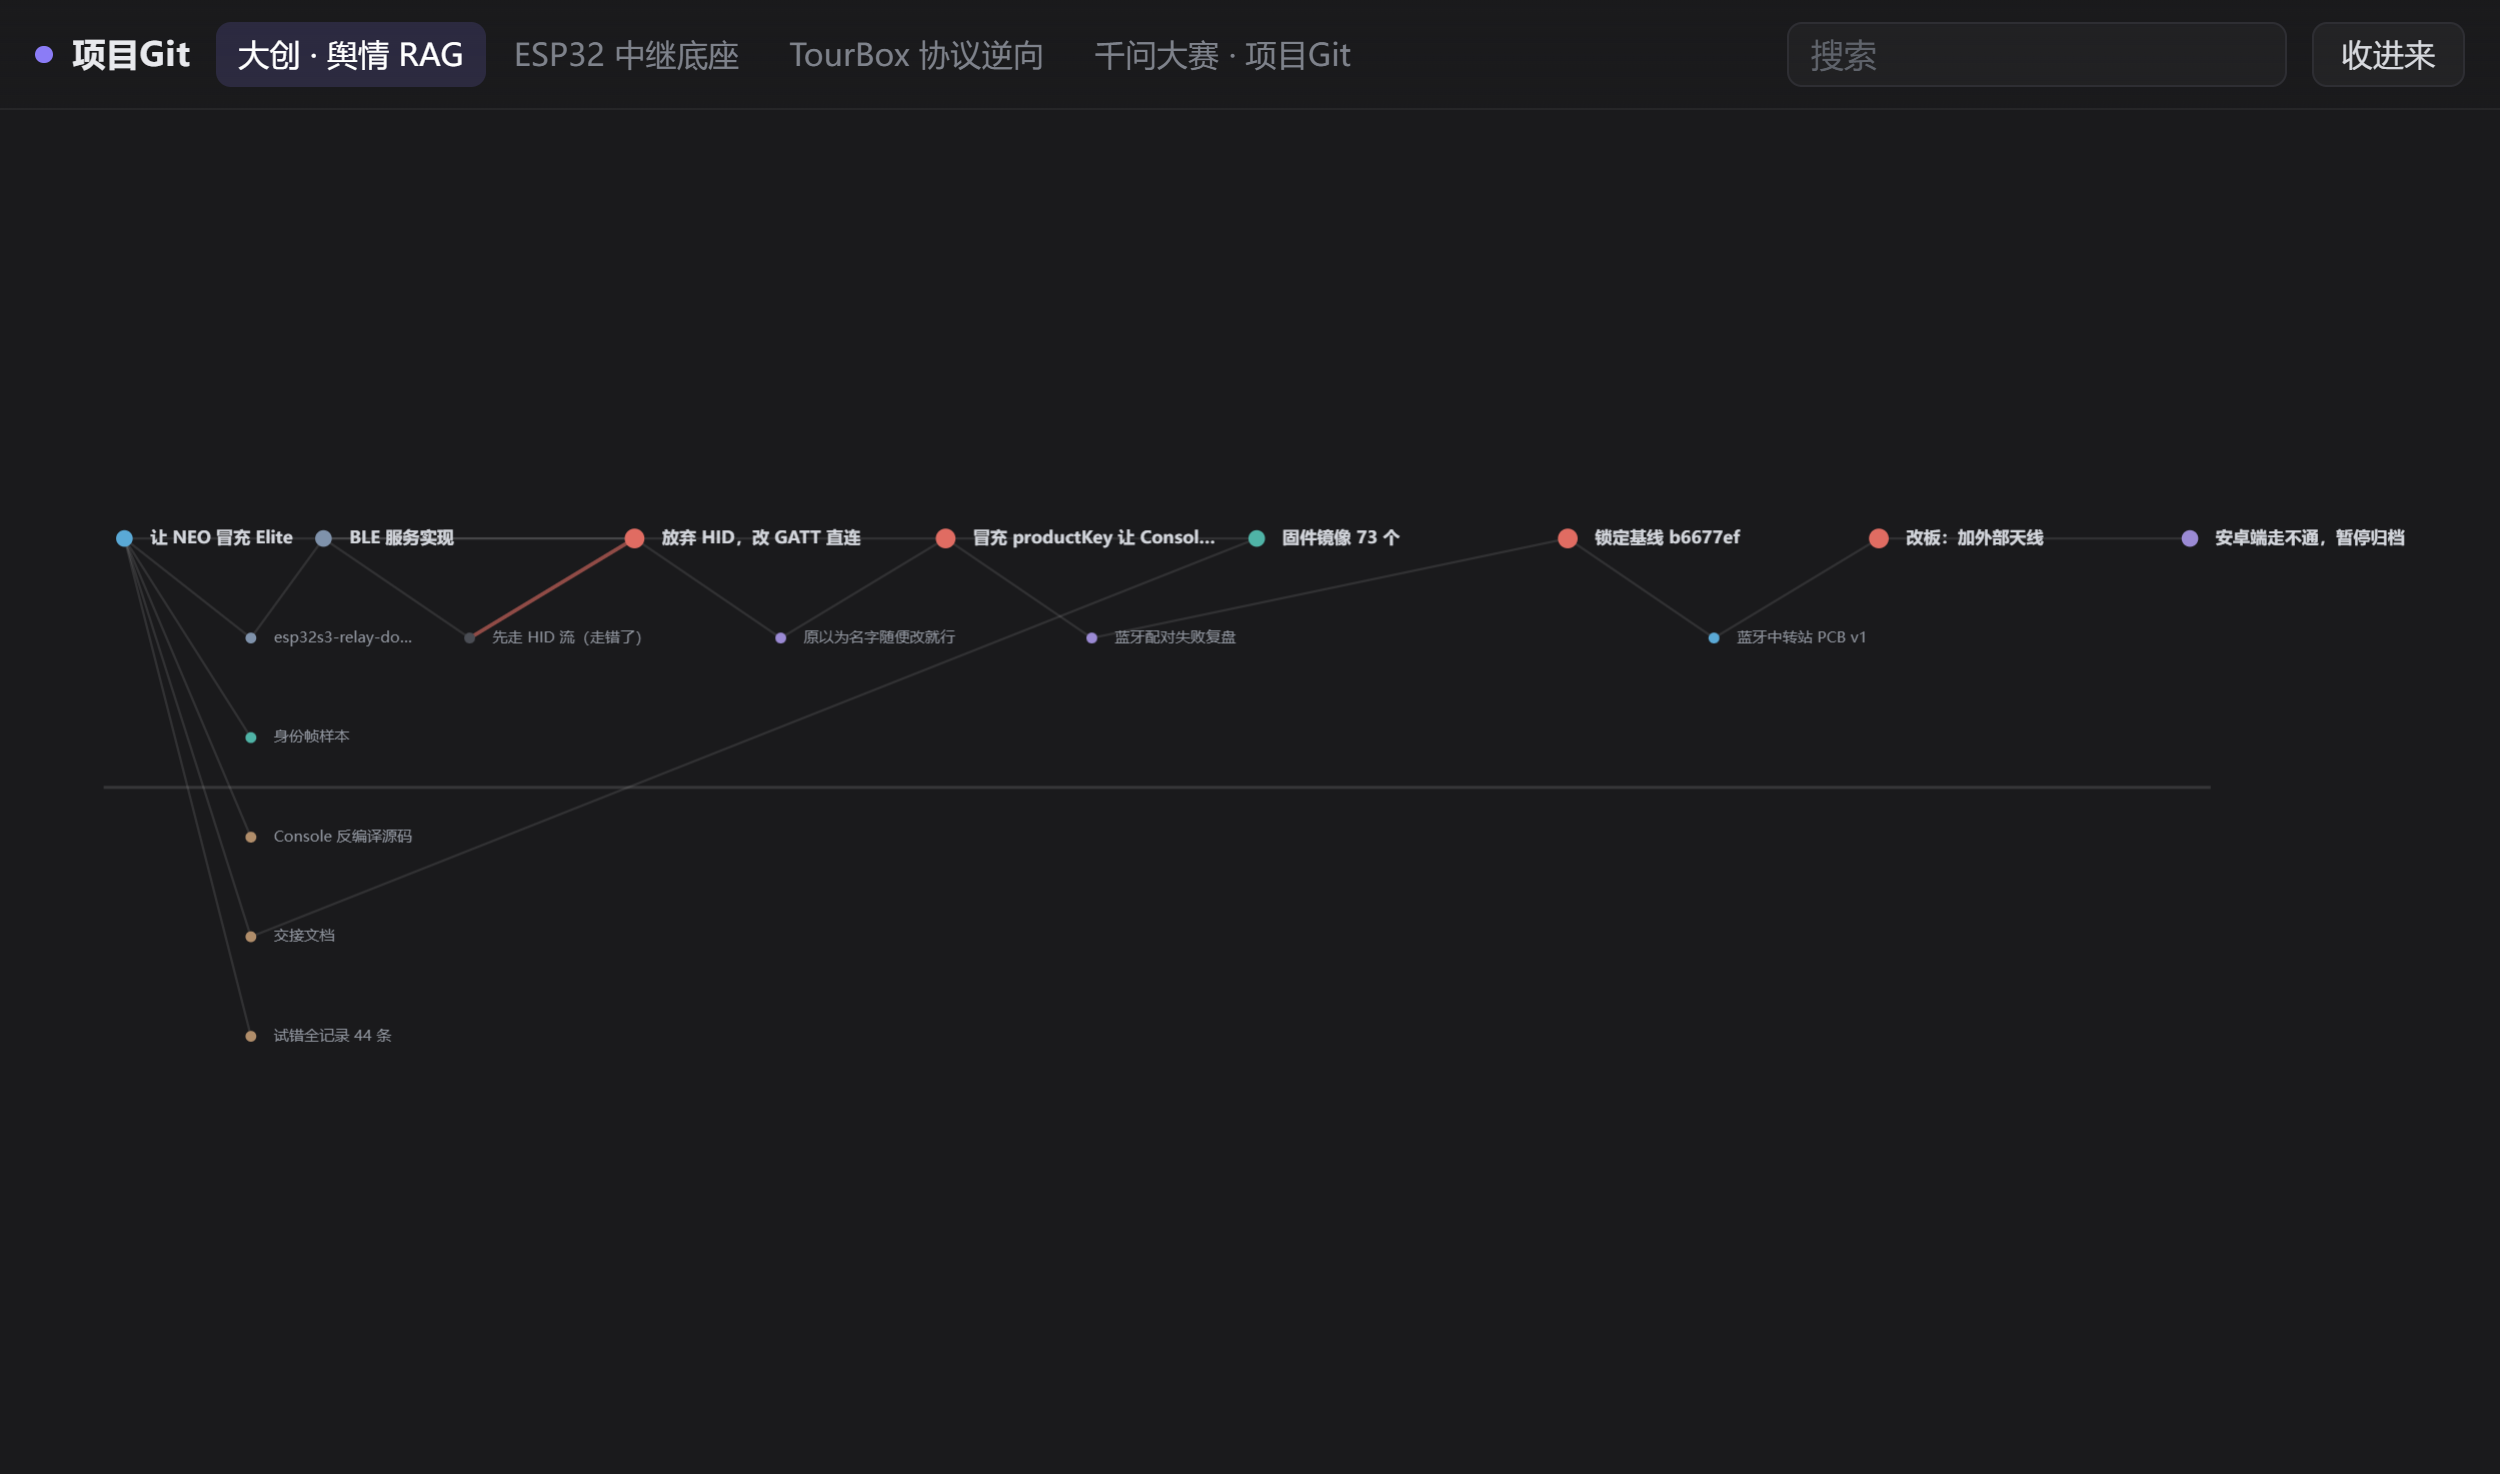 项目Git
大创 · 舆情 RAG
ESP32 中继底座
TourBox 协议逆向
千问大赛 · 项目Git
搜索
收进来
让 NEO 冒充 Elite
BLE 服务实现
放弃 HID，改 GATT 直连
冒充 productKey 让 Consol...
固件镜像 73 个
锁定基线 b6677ef
改板：加外部天线
安卓端走不通，暂停归档
esp32s3-relay-do...
先走 HID 流（走错了）
原以为名字随便改就行
蓝牙配对失败复盘
蓝牙中转站 PCB v1
身份帧样本
Console 反编译源码
交接文档
试错全记录 44 条